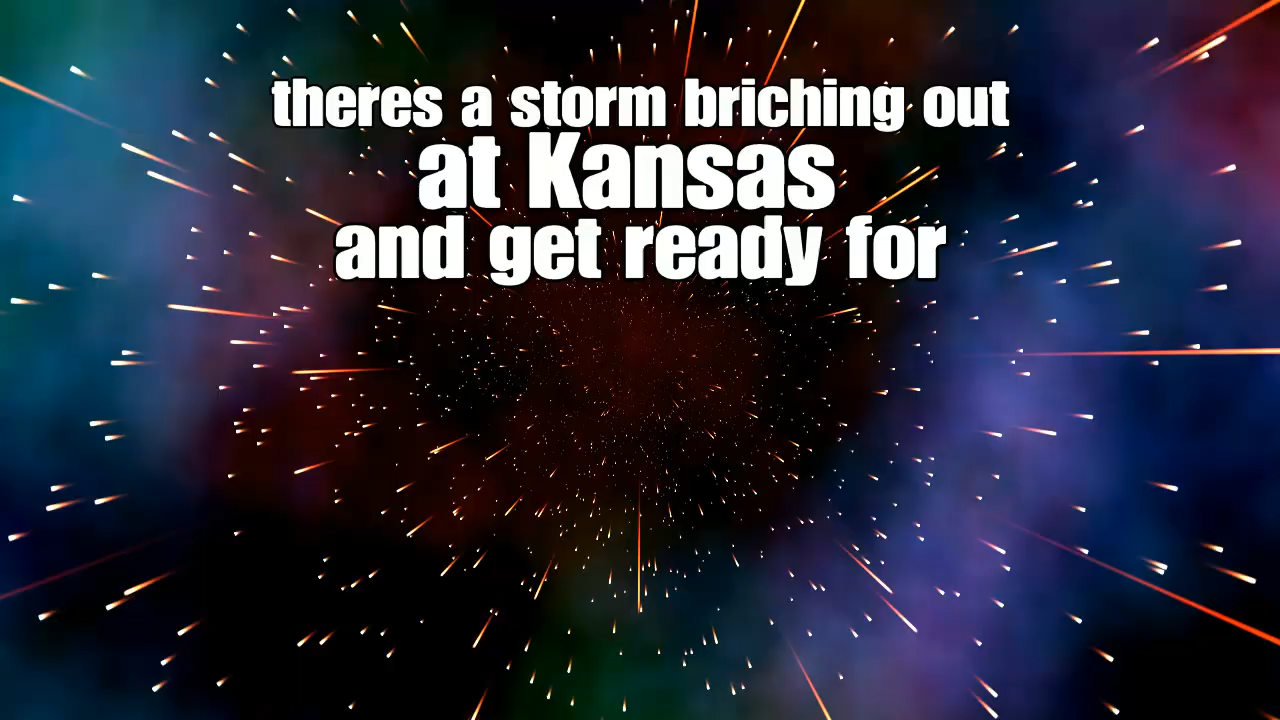 theres a storm briching out
at Kansas
and get ready for